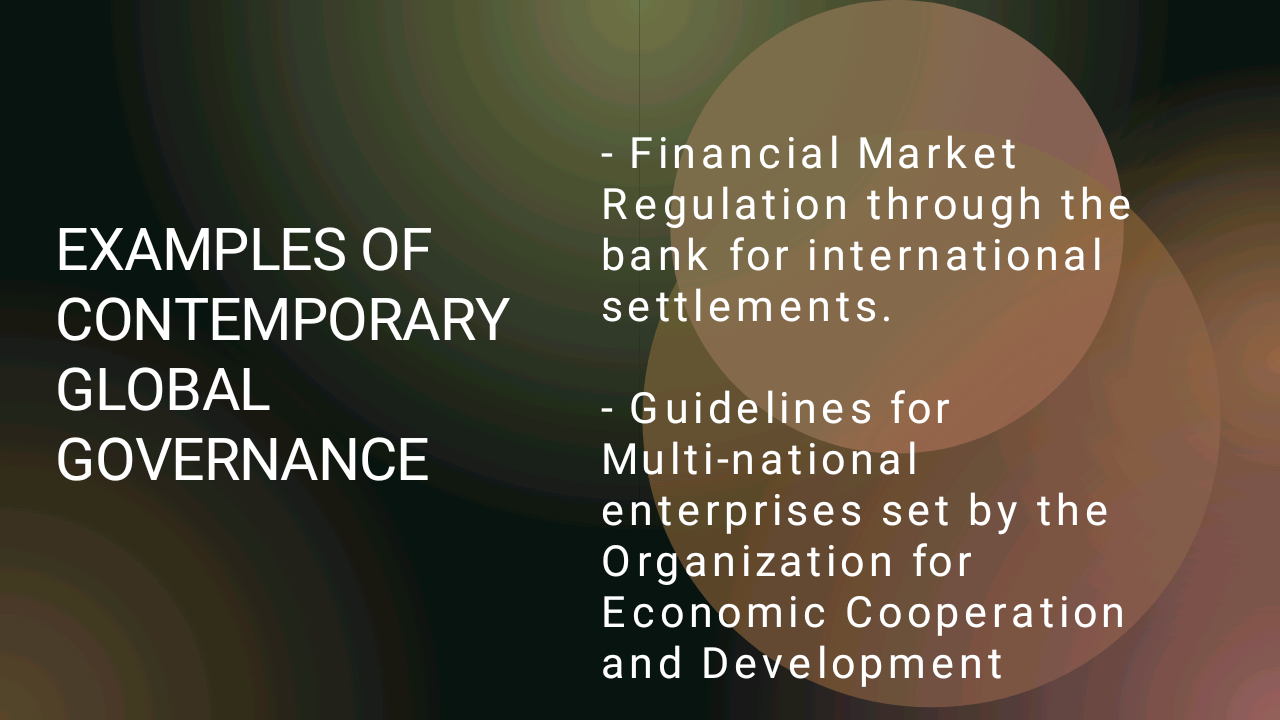 EXAMPLES OF
CONTEMPORARY
GLOBAL
GOVERNANCE
- Financial Market
Regulation through the
bank for international
settlements.
- Guidelines for
Multi-national
enterprises set by the
Organization for
Economic Cooperation
and Development